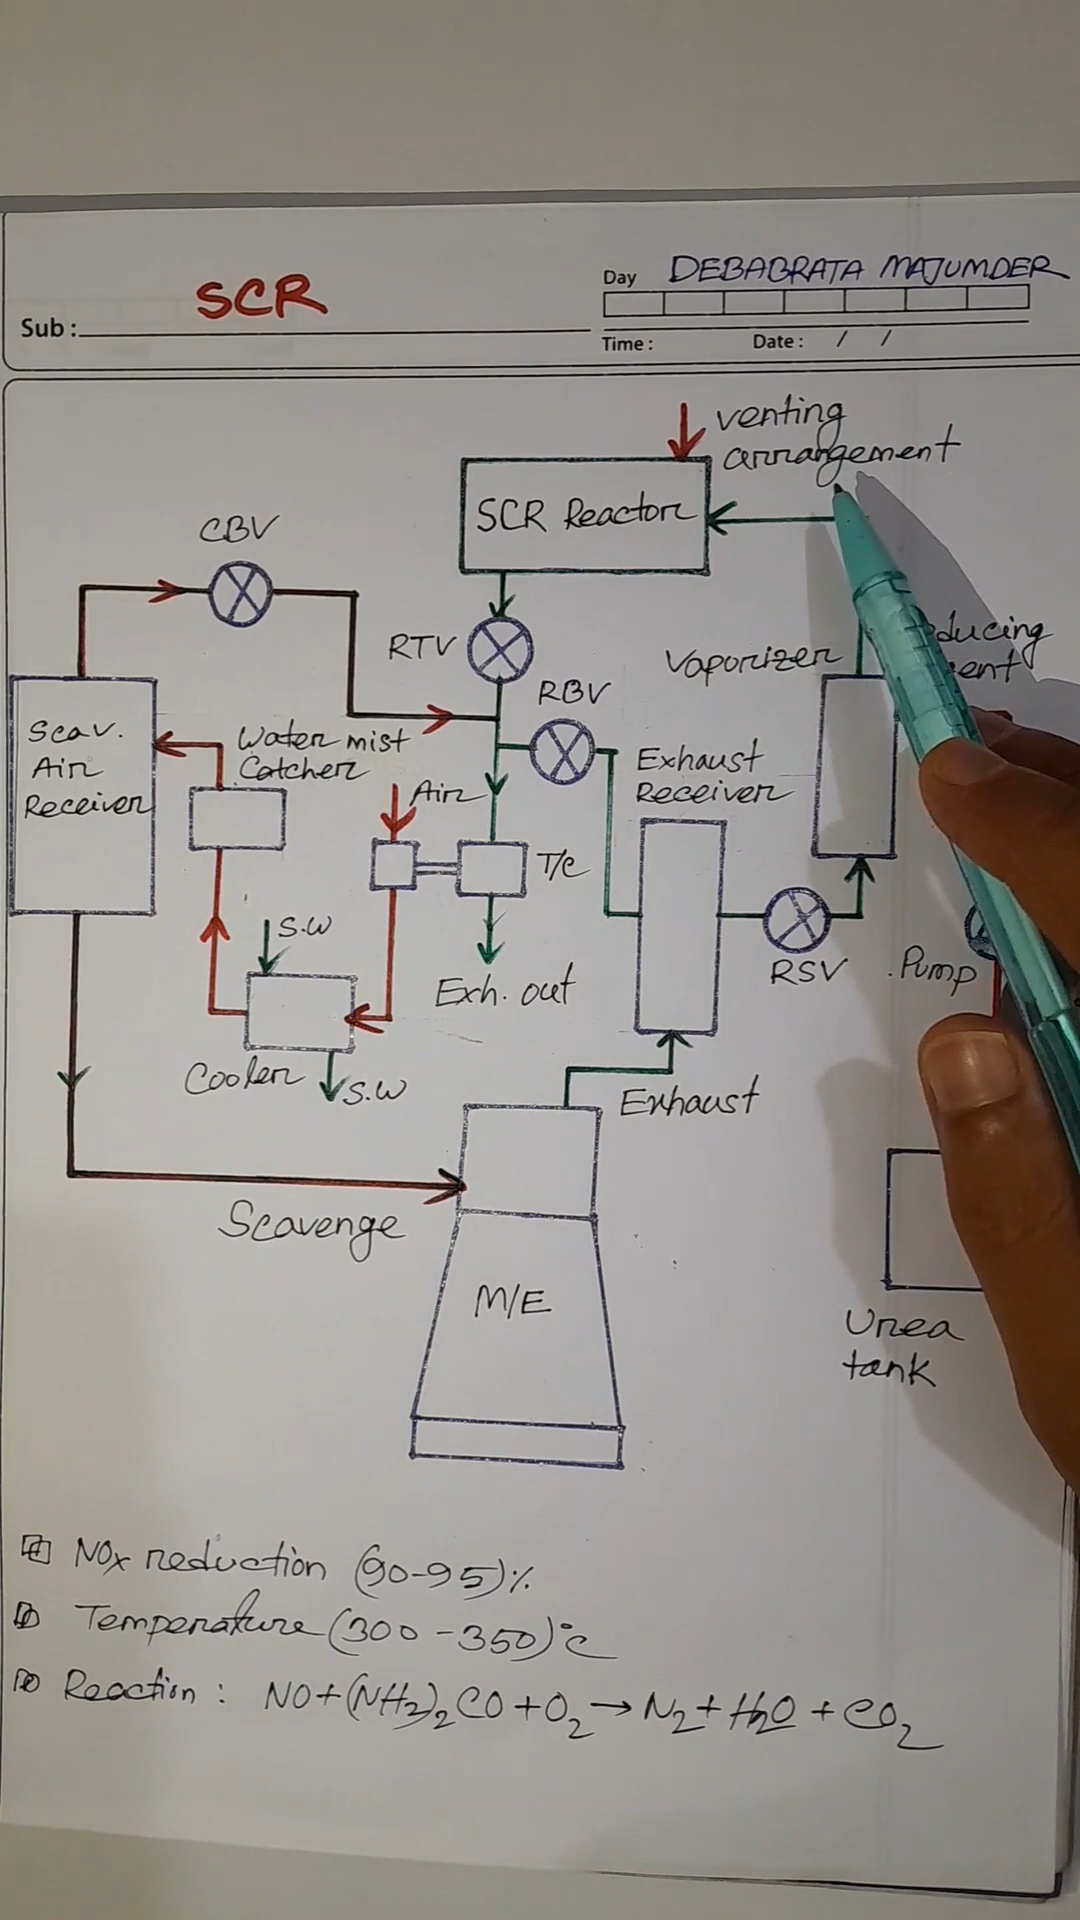 SCR
Sub :
Day
DEBABRATA MAJUMDER
Time :
Date : / /
venting
arrangement
SCR Reactor
CBV
RTV
RBV
Vaporizer
Scav.
Air
Receiver
Water mist
Catcher
Air
Exhaust
Receiver
T/C
S.W
RSV
Pump
Exh. out
Cooler
S.W
Exhaust
Scavenge
M/E
Urea
tank
NOx reduction (90-95)%
Temperature (300-350)°C
Reaction : NO+(NH2)2CO+O2→N2+H2O+CO2